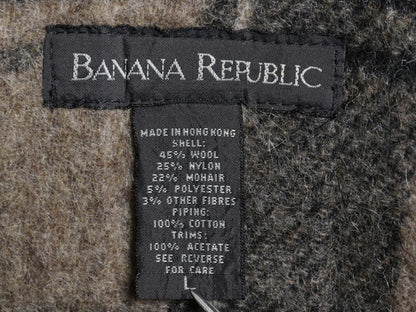 BANANA REPUBLIC
MADE IN HONG KONG
SHELL:
45% WOOL
25% NYLON
22% MOHAIR
5% POLYESTER
3% OTHER FIBRES
PIPING:
100% COTTON
TRIMS:
100% ACETATE
SEE REVERSE
FOR CARE
L